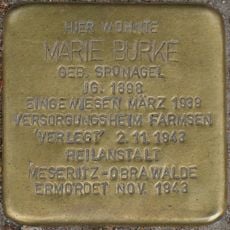 HIER WOHNTE
MARIE BURKE
GEB. SPONAGEL
JG. 1898
EINGEWIESEN MÄRZ 1939
VERSORGUNGSHEIM FARMSEN
'VERLEGT' 2.11.1943
HEILANSTALT
MESERITZ-OBRAWALDE
ERMORDET NOV. 1943